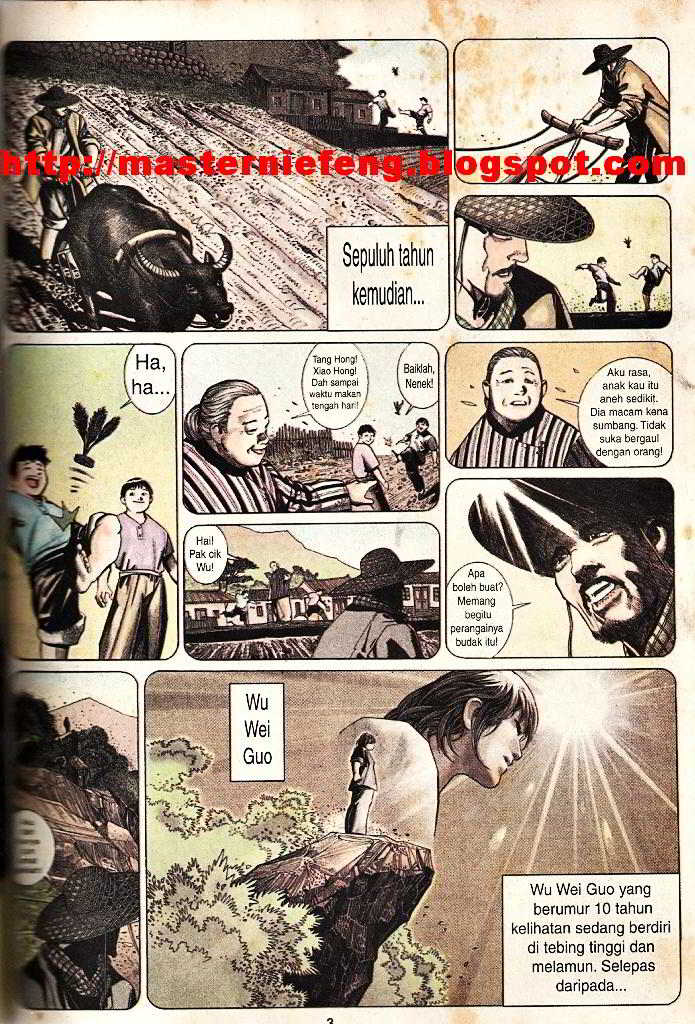 http://masterniefeng.blogspot.com
Sepuluh tahun
kemudian...
Ha,
ha...
Tang Hong!
Xiao Hong!
Dah sampai
waktu makan
tengah hari!
Baiklah,
Nenek!
Aku rasa,
anak kau itu
aneh sedikit.
Dia macam kena
sumbang. Tidak
suka bergaul
dengan orang!
Hai!
Pak cik
Wu!
Apa
boleh buat?
Memang
begitu
perangainya
budak itu!
Wu
Wei
Guo
Wu Wei Guo yang
berumur 10 tahun
kelihatan sedang berdiri
di tebing tinggi dan
melamun. Selepas
daripada...
3